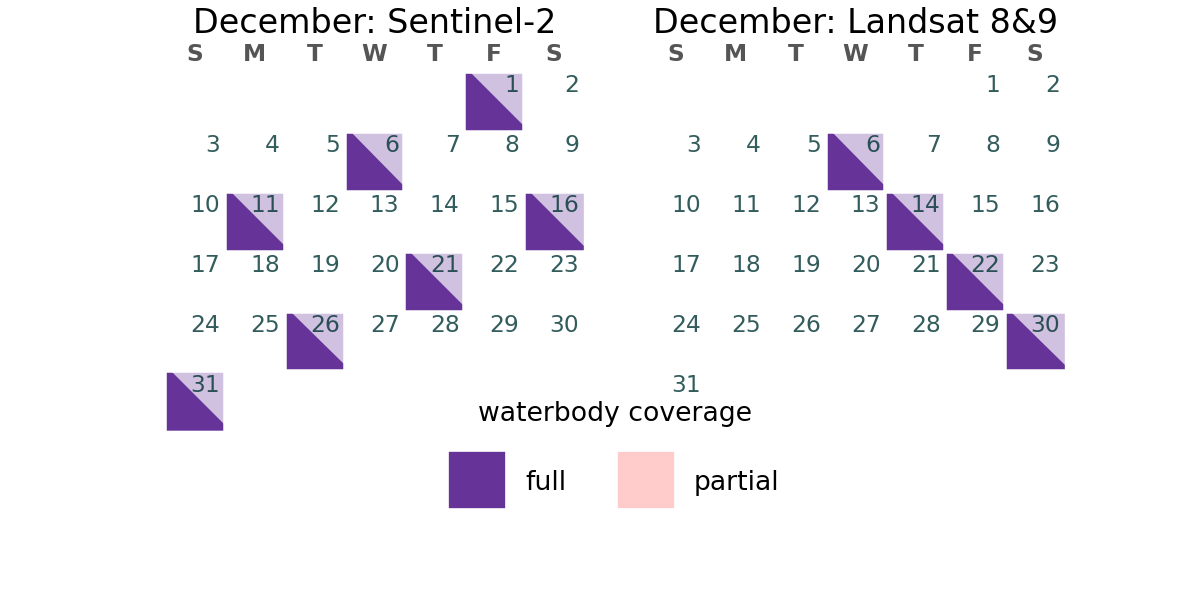 December: Sentinel-2
S M T W T F S
1 2
3 4 5 6 7 8 9
10 11 12 13 14 15 16
17 18 19 20 21 22 23
24 25 26 27 28 29 30
31
December: Landsat 8&9
S M T W T F S
1 2
3 4 5 6 7 8 9
10 11 12 13 14 15 16
17 18 19 20 21 22 23
24 25 26 27 28 29 30
31
waterbody coverage
full partial